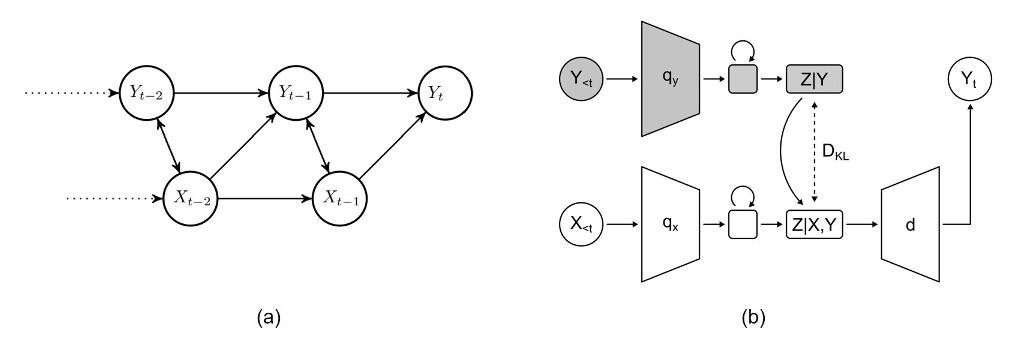 Y_{t-2}
Y_{t-1}
Y_t
X_{t-2}
X_{t-1}
(a)
Y_{<t}
q_y
Z|Y
Y_t
D_{KL}
X_{<t}
q_x
Z|X,Y
d
(b)